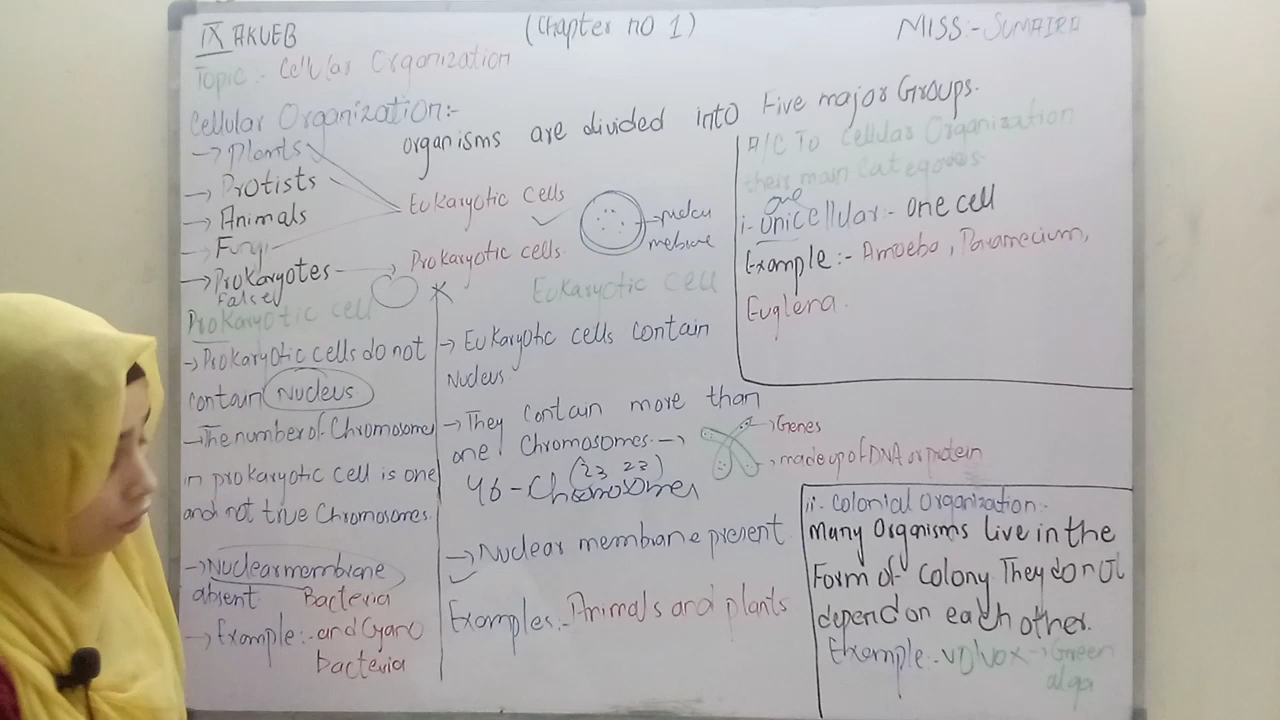 IX AKUEB
(Chapter no 1)
MISS:- SUMAIRA
Topic:- Cellular Organization
Cellular Organization:-
organisms are divided into Five major Groups.
→ Plants
→ Protists
→ Animals
→ Fungi
→ Prokaryotes
False
Eukaryotic cells
Prokaryotic cells.
membrane
Prokaryotic cell
→ Prokaryotic cells do not
contain Nucleus
→ The number of Chromosome
in prokaryotic cell is one
and not true Chromosomes.
→ Nuclear membrane
absent
→ Example:- Bacteria
and Cyano
bacteria
Eukaryotic cell
→ Eukaryotic cells contain
Nucleus.
→ They contain more than
one Chromosomes. →
(23 23)
46 - Chromosomes
→ Genes
→ made up of DNA or protein
→ Nuclear membrane present
Examples:- Animals and plants
A/C To Cellular Organization
their main Categories
one
i- Unicellular:- One cell
Example:- Amoeba, Paramecium,
Euglena.
ii- Colonial Organization:-
Many Organisms live in the
Form of Colony. They do not
depend on each other.
Example:- Volvox → Green
alga